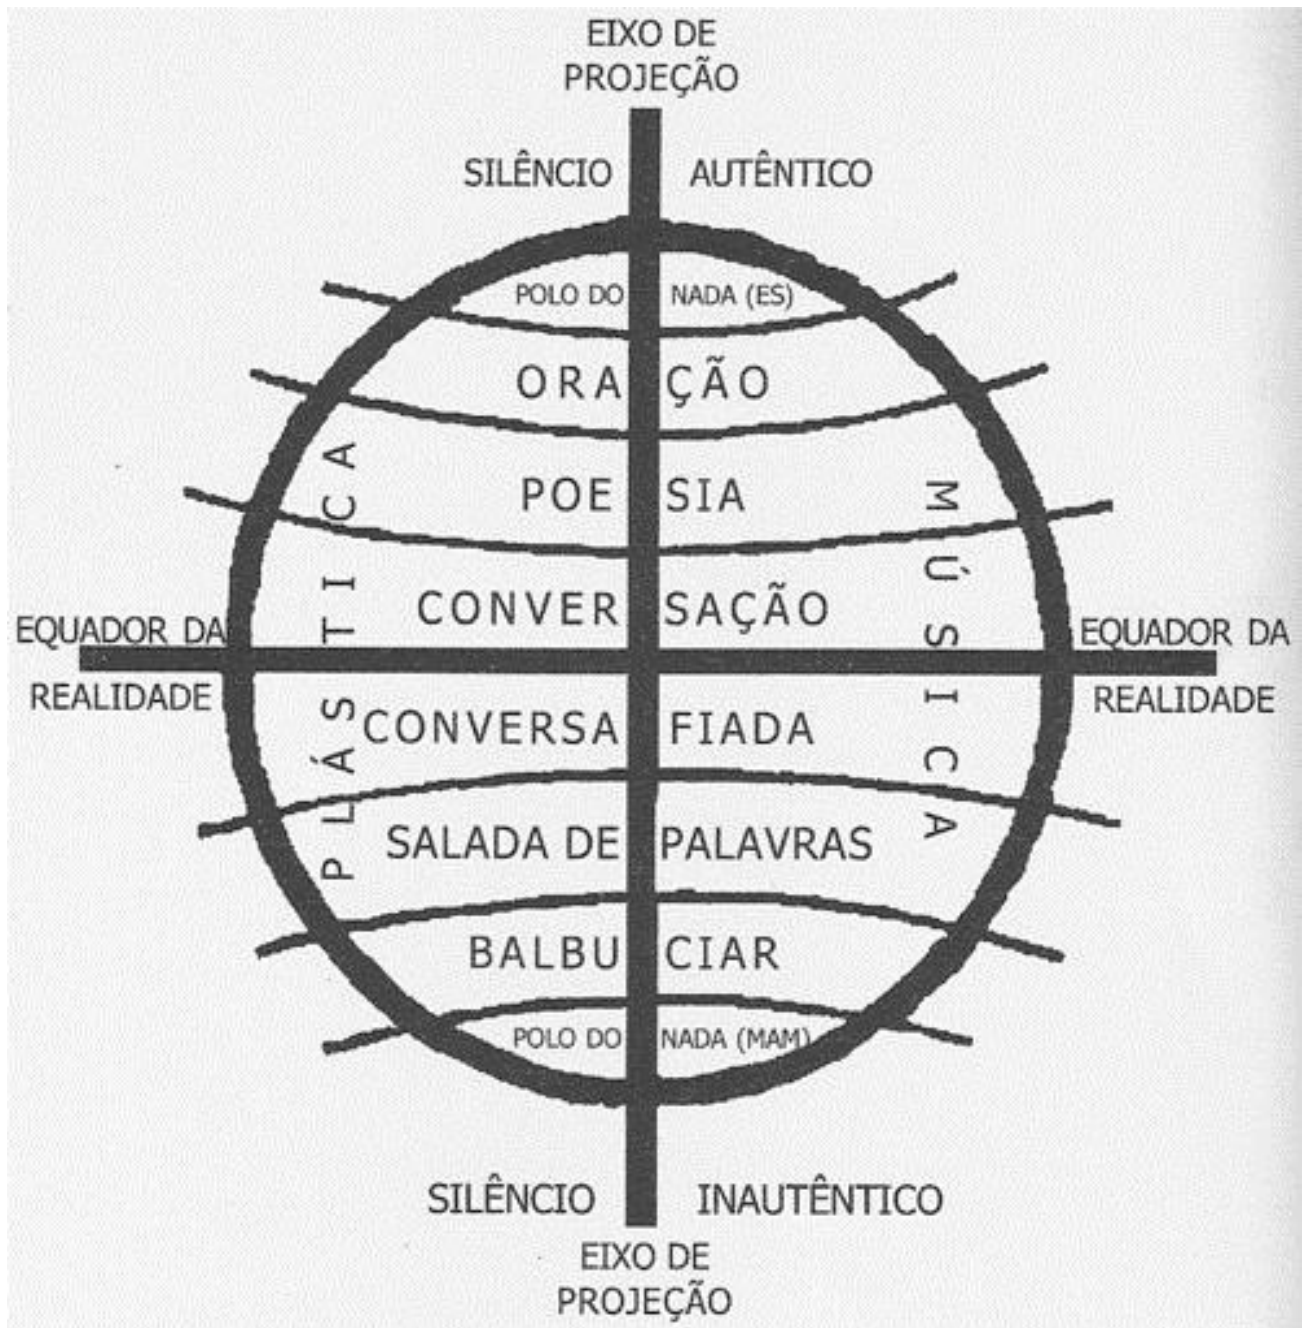 EIXO DE
PROJEÇÃO
SILÊNCIO AUTÊNTICO
POLO DO NADA (ES)
ORAÇÃO
POESIA
CONVERSAÇÃO
PLÁSTICA
MÚSICA
EQUADOR DA
REALIDADE
EQUADOR DA
REALIDADE
CONVERSA FIADA
SALADA DE PALAVRAS
BALBUCIAR
POLO DO NADA (MAM)
SILÊNCIO INAUTÊNTICO
EIXO DE
PROJEÇÃO